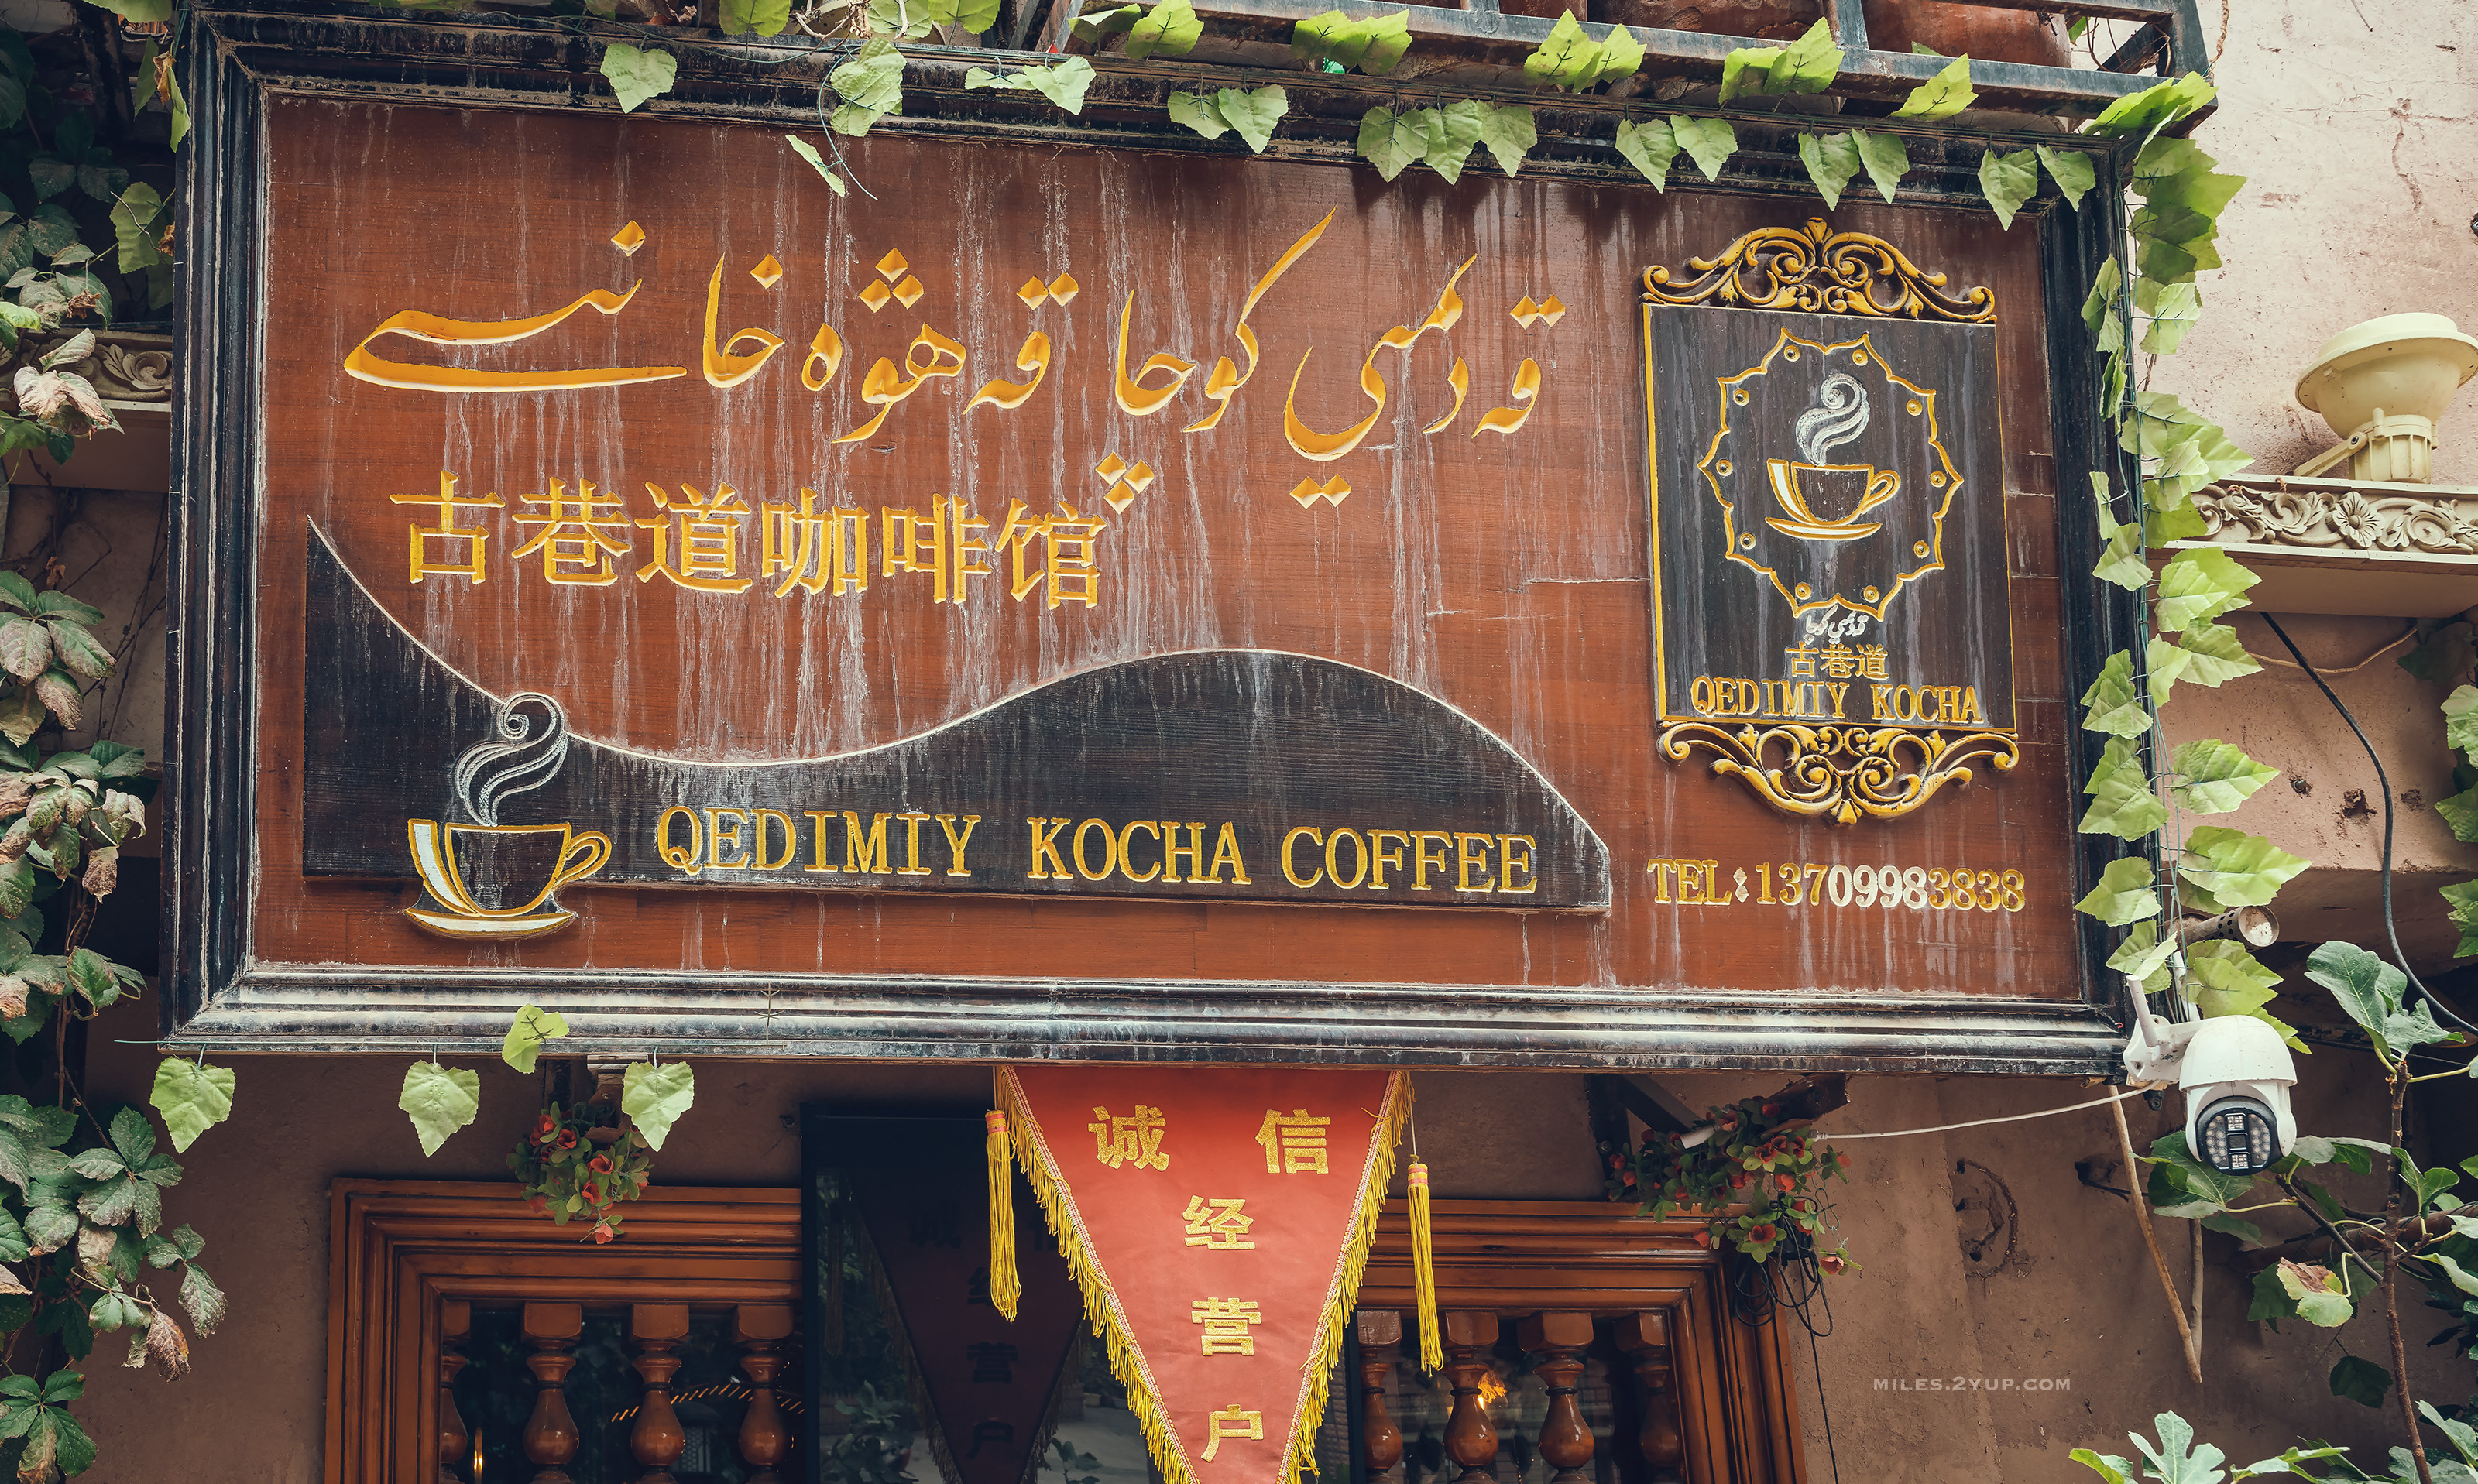 قەدىمىي كوچا قەھۋەخانىسى
古巷道咖啡馆
QEDIMIY KOCHA COFFEE
قەدىمىي كوچا
古巷道
QEDIMIY KOCHA
TEL:13709983838
诚 信
经
营
户
MILES.2YUP.COM